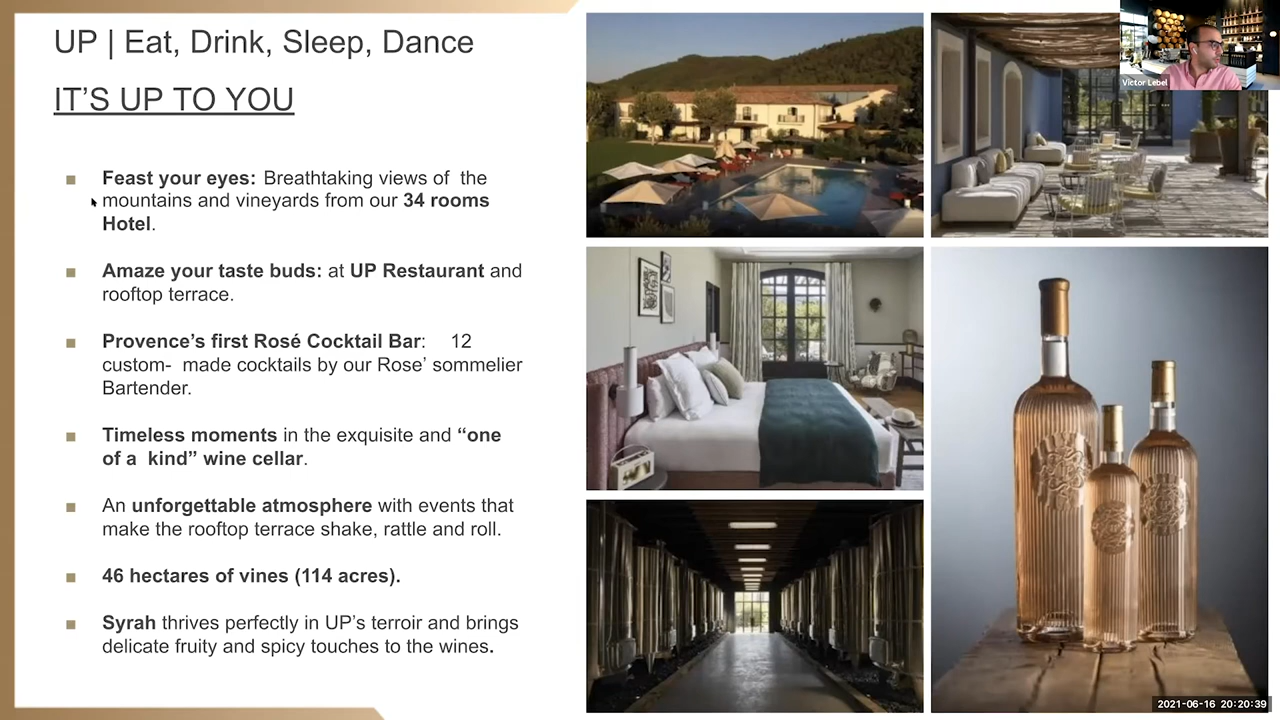 UP | Eat, Drink, Sleep, Dance
IT’S UP TO YOU
Feast your eyes: Breathtaking views of the
mountains and vineyards from our 34 rooms
Hotel.
Amaze your taste buds: at UP Restaurant and
rooftop terrace.
Provence’s first Rosé Cocktail Bar: 12
custom- made cocktails by our Rose’ sommelier
Bartender.
Timeless moments in the exquisite and “one
of a kind” wine cellar.
An unforgettable atmosphere with events that
make the rooftop terrace shake, rattle and roll.
46 hectares of vines (114 acres).
Syrah thrives perfectly in UP’s terroir and brings
delicate fruity and spicy touches to the wines.
Victor Lebel
2021-06-16 20:20:39